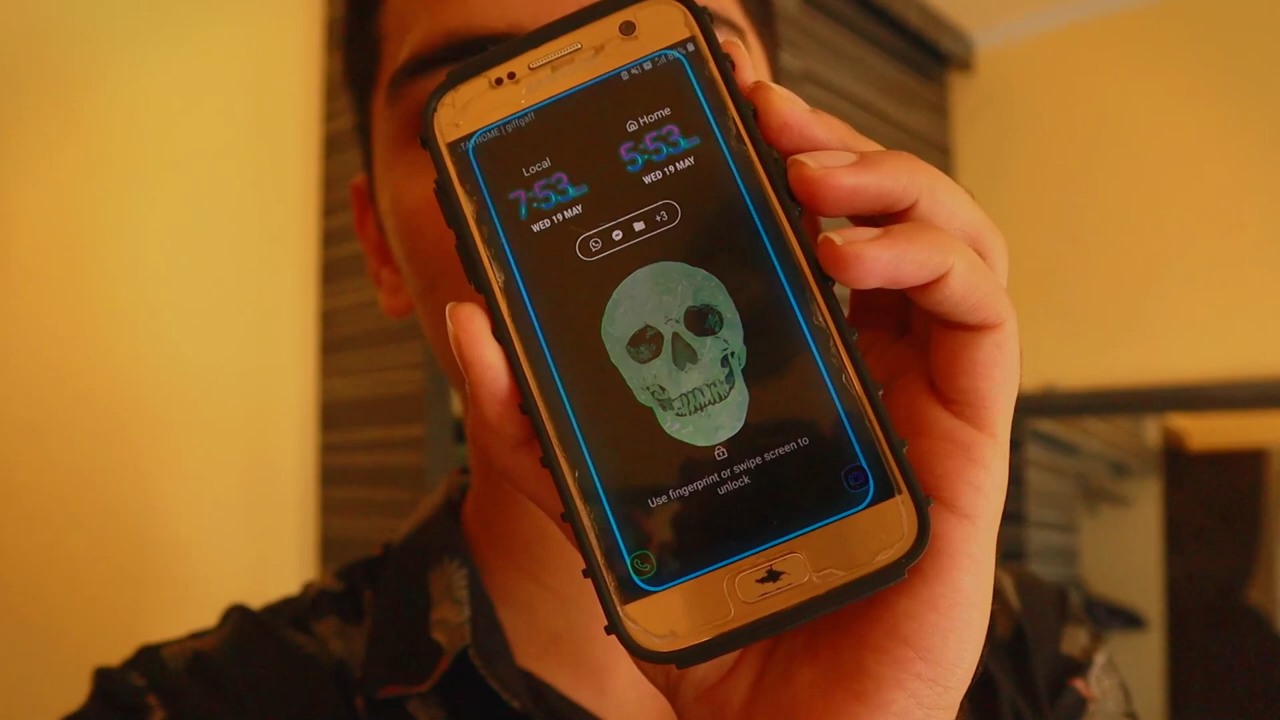 HOME | giffgaff
Local
7:53
WED 19 MAY
Home
5:53
WED 19 MAY
+3
Use fingerprint or swipe screen to
unlock